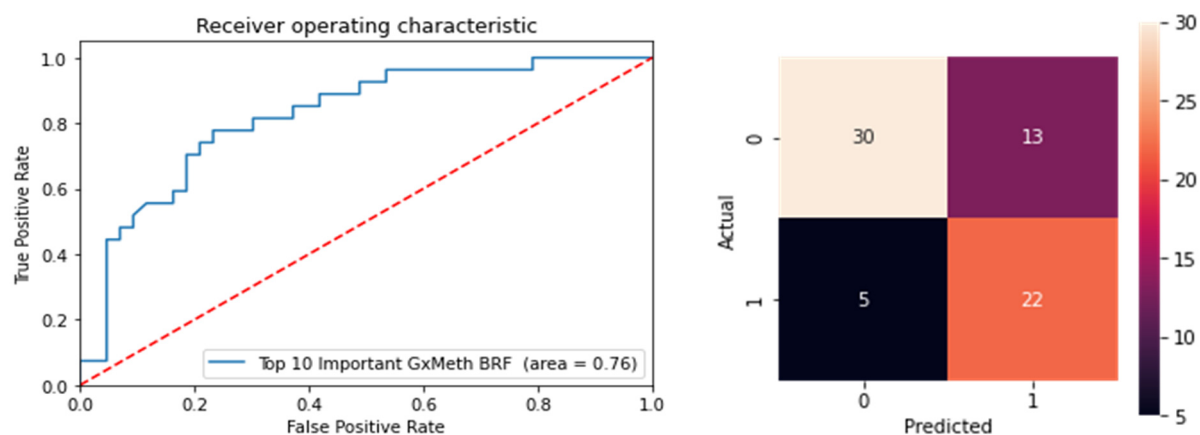 Receiver operating characteristic
True Positive Rate
1.0
0.8
0.6
0.4
0.2
0.0
Top 10 Important GxMeth BRF (area = 0.76)
0.0 0.2 0.4 0.6 0.8 1.0
False Positive Rate
Actual
0
1
30 13
5 22
0 1
Predicted
30
25
20
15
10
5